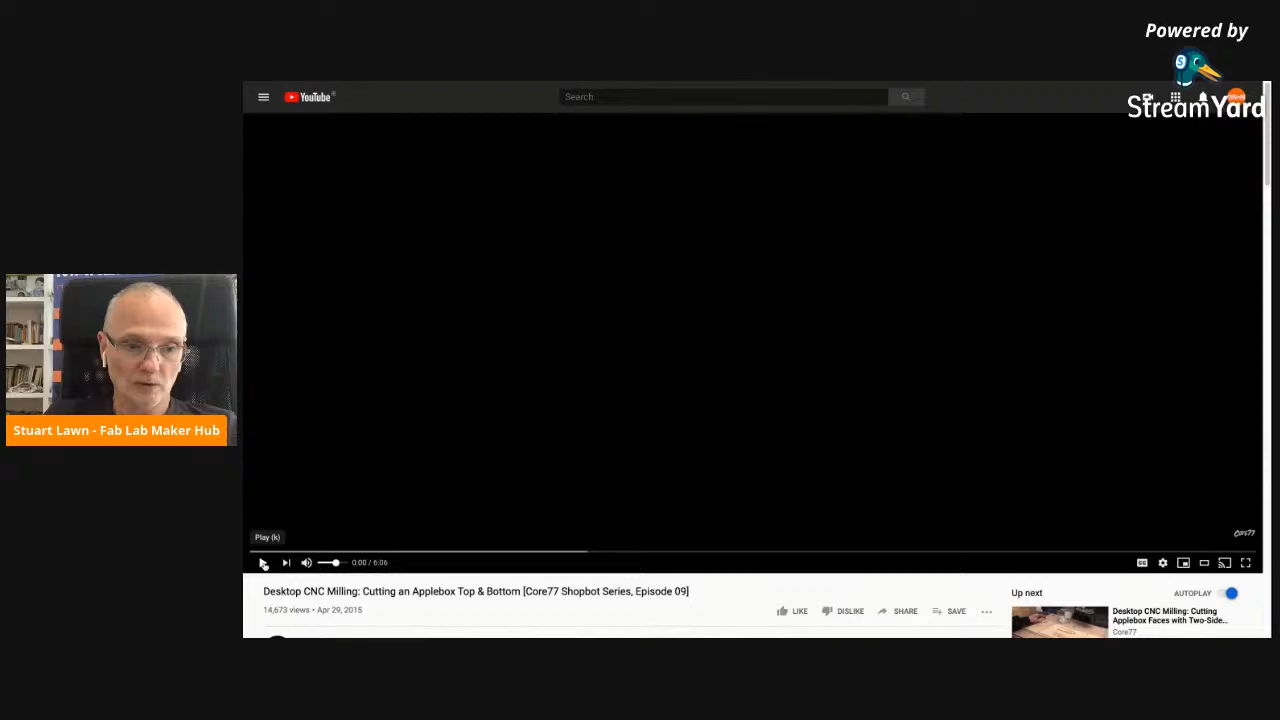 Powered by
StreamYard
YouTube
Search
Stuart Lawn - Fab Lab Maker Hub
Play (k)
0:00 / 6:06
Core77
Desktop CNC Milling: Cutting an Applebox Top & Bottom [Core77 Shopbot Series, Episode 09]
14,673 views • Apr 29, 2015
LIKE
DISLIKE
SHARE
SAVE
Up next
AUTOPLAY
Desktop CNC Milling: Cutting
Applebox Faces with Two-Side...
Core77